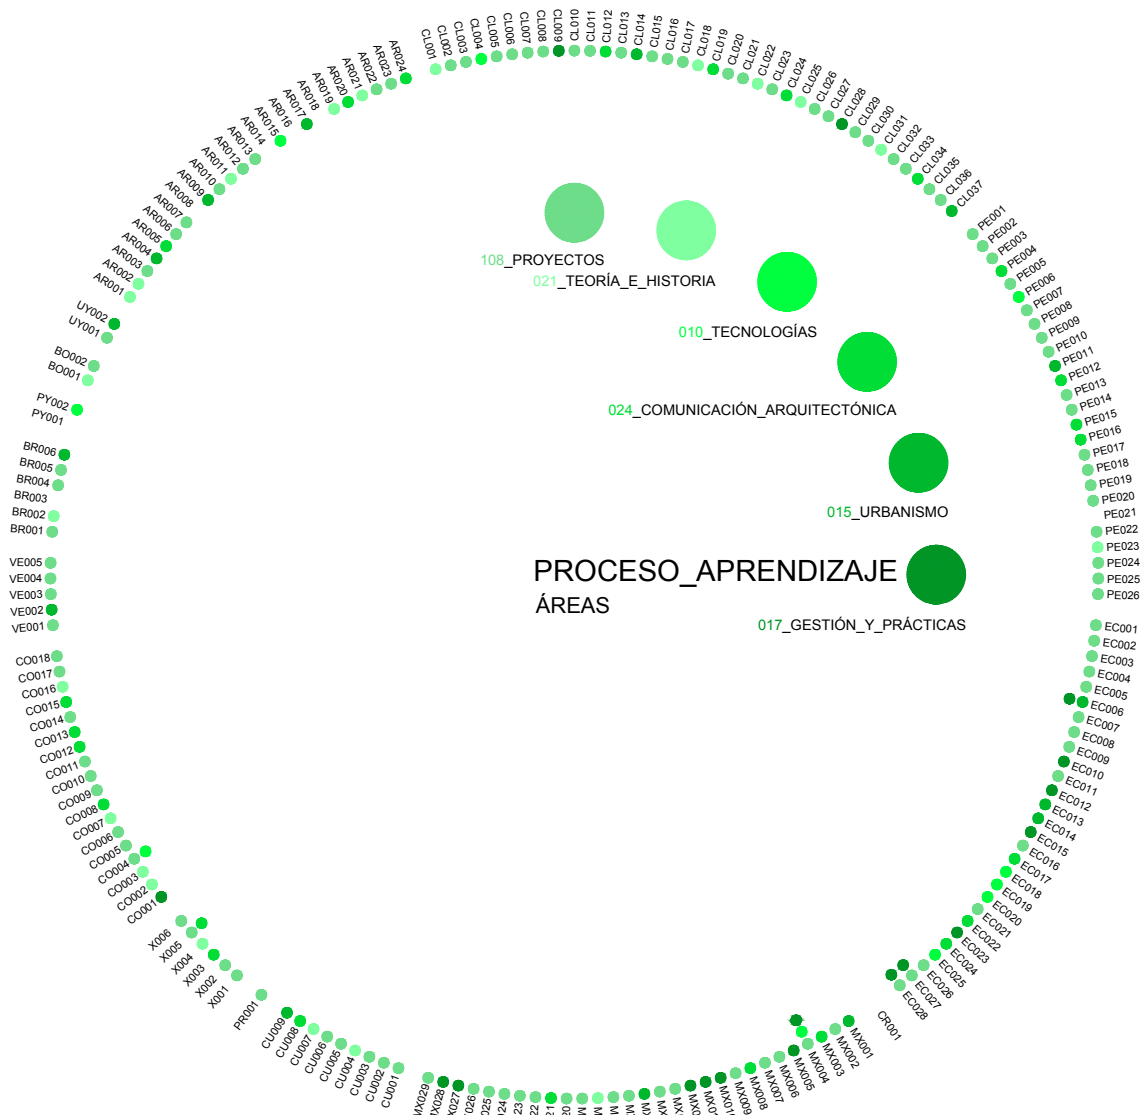 CL001
CL002
CL003
CL004
CL005
CL006
CL007
CL008
CL009
CL010
CL011
CL012
CL013
CL014
CL015
CL016
CL017
CL018
CL019
CL020
CL021
CL022
CL023
CL024
CL025
CL026
CL027
CL028
CL029
CL030
CL031
CL032
CL033
CL034
CL035
CL036
CL037
PE001
PE002
PE003
PE004
PE005
PE006
PE007
PE008
PE009
PE010
PE011
PE012
PE013
PE014
PE015
PE016
PE017
PE018
PE019
PE020
PE021
PE022
PE023
PE024
PE025
PE026
EC001
EC002
EC003
EC004
EC005
EC006
EC007
EC008
EC009
EC010
EC011
EC012
EC013
EC014
EC015
EC016
EC017
EC018
EC019
EC020
EC021
EC022
EC023
EC024
EC025
EC026
EC027
EC028
CR001
MX001
MX002
MX003
MX004
MX005
MX006
MX007
MX008
MX009
MX029
CU001
CU002
CU003
CU004
CU005
CU006
CU007
CU008
CU009
PR001
X001
X002
X003
X004
X005
X006
CO001
CO002
CO003
CO004
CO005
CO006
CO007
CO008
CO009
CO010
CO011
CO012
CO013
CO014
CO015
CO016
CO017
CO018
VE001
VE002
VE003
VE004
VE005
BR001
BR002
BR003
BR004
BR005
BR006
PY001
PY002
BO001
BO002
UY001
UY002
AR001
AR002
AR003
AR004
AR005
AR006
AR007
AR008
AR009
AR010
AR011
AR012
AR013
AR014
AR015
AR016
AR017
AR018
AR019
AR020
AR021
AR022
AR023
AR024
108_PROYECTOS
021_TEORÍA_E_HISTORIA
010_TECNOLOGÍAS
024_COMUNICACIÓN_ARQUITECTÓNICA
015_URBANISMO
PROCESO_APRENDIZAJE
ÁREAS
017_GESTIÓN_Y_PRÁCTICAS